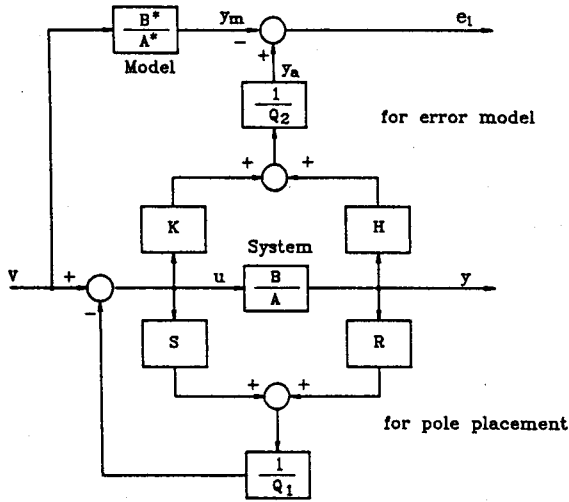 B*
A*
Model
y_m
−
+
e_1
y_a
1
Q_2
for error model
+
+
K
H
System
v
+
−
u
B
A
y
S
R
+
+
for pole placement
1
Q_1